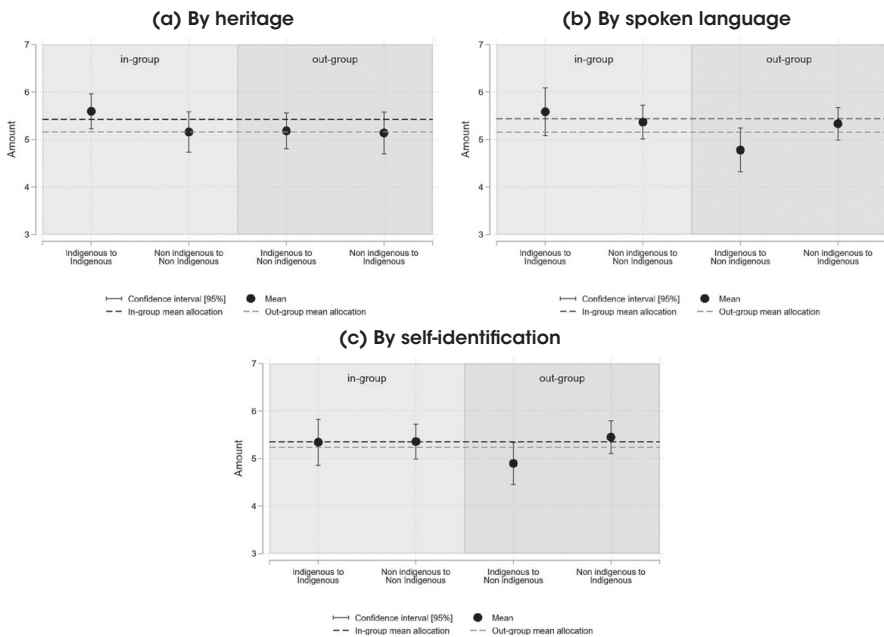 (a) By heritage
7
6
5
4
3
Amount
in-group
out-group
Indigenous to
Indigenous
Non indigenous to
Non Indigenous
Indigenous to
Non indigenous
Non indigenous to
Indigenous
Confidence interval [95%]
Mean
In-group mean allocation
Out-group mean allocation
(b) By spoken language
7
6
5
4
3
Amount
in-group
out-group
Indigenous to
Indigenous
Non indigenous to
Non Indigenous
Indigenous to
Non indigenous
Non indigenous to
Indigenous
Confidence interval [95%]
Mean
In-group mean allocation
Out-group mean allocation
(c) By self-identification
7
6
5
4
3
Amount
in-group
out-group
Indigenous to
Indigenous
Non indigenous to
Non Indigenous
Indigenous to
Non indigenous
Non indigenous to
Indigenous
Confidence interval [95%]
Mean
In-group mean allocation
Out-group mean allocation